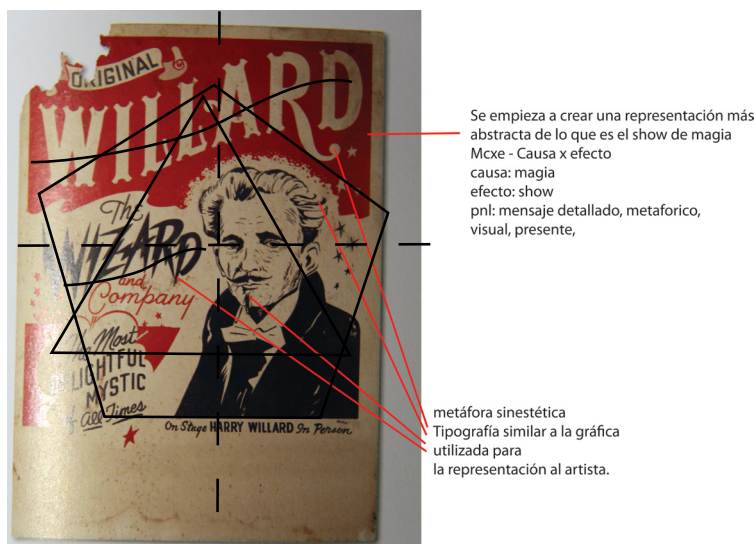 ORIGINAL
WILLARD
The
WIZARD
and
Company
The Most
LIGHTFUL
MYSTIC
of All Times
On Stage HARRY WILLARD In Person
Se empieza a crear una representación más
abstracta de lo que es el show de magia
Mcxe - Causa x efecto
causa: magia
efecto: show
pnl: mensaje detallado, metaforico,
visual, presente,
metáfora sinestética
Tipografía similar a la gráfica
utilizada para
la representación al artista.